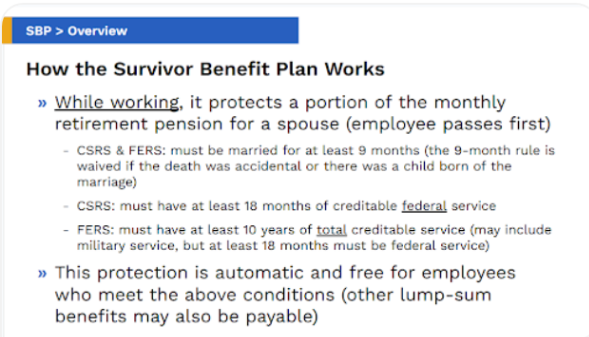 SBP > Overview
How the Survivor Benefit Plan Works
» While working, it protects a portion of the monthly
retirement pension for a spouse (employee passes first)
- CSRS & FERS: must be married for at least 9 months (the 9-month rule is
waived if the death was accidental or there was a child born of the
marriage)
- CSRS: must have at least 18 months of creditable federal service
- FERS: must have at least 10 years of total creditable service (may include
military service, but at least 18 months must be federal service)
» This protection is automatic and free for employees
who meet the above conditions (other lump-sum
benefits may also be payable)